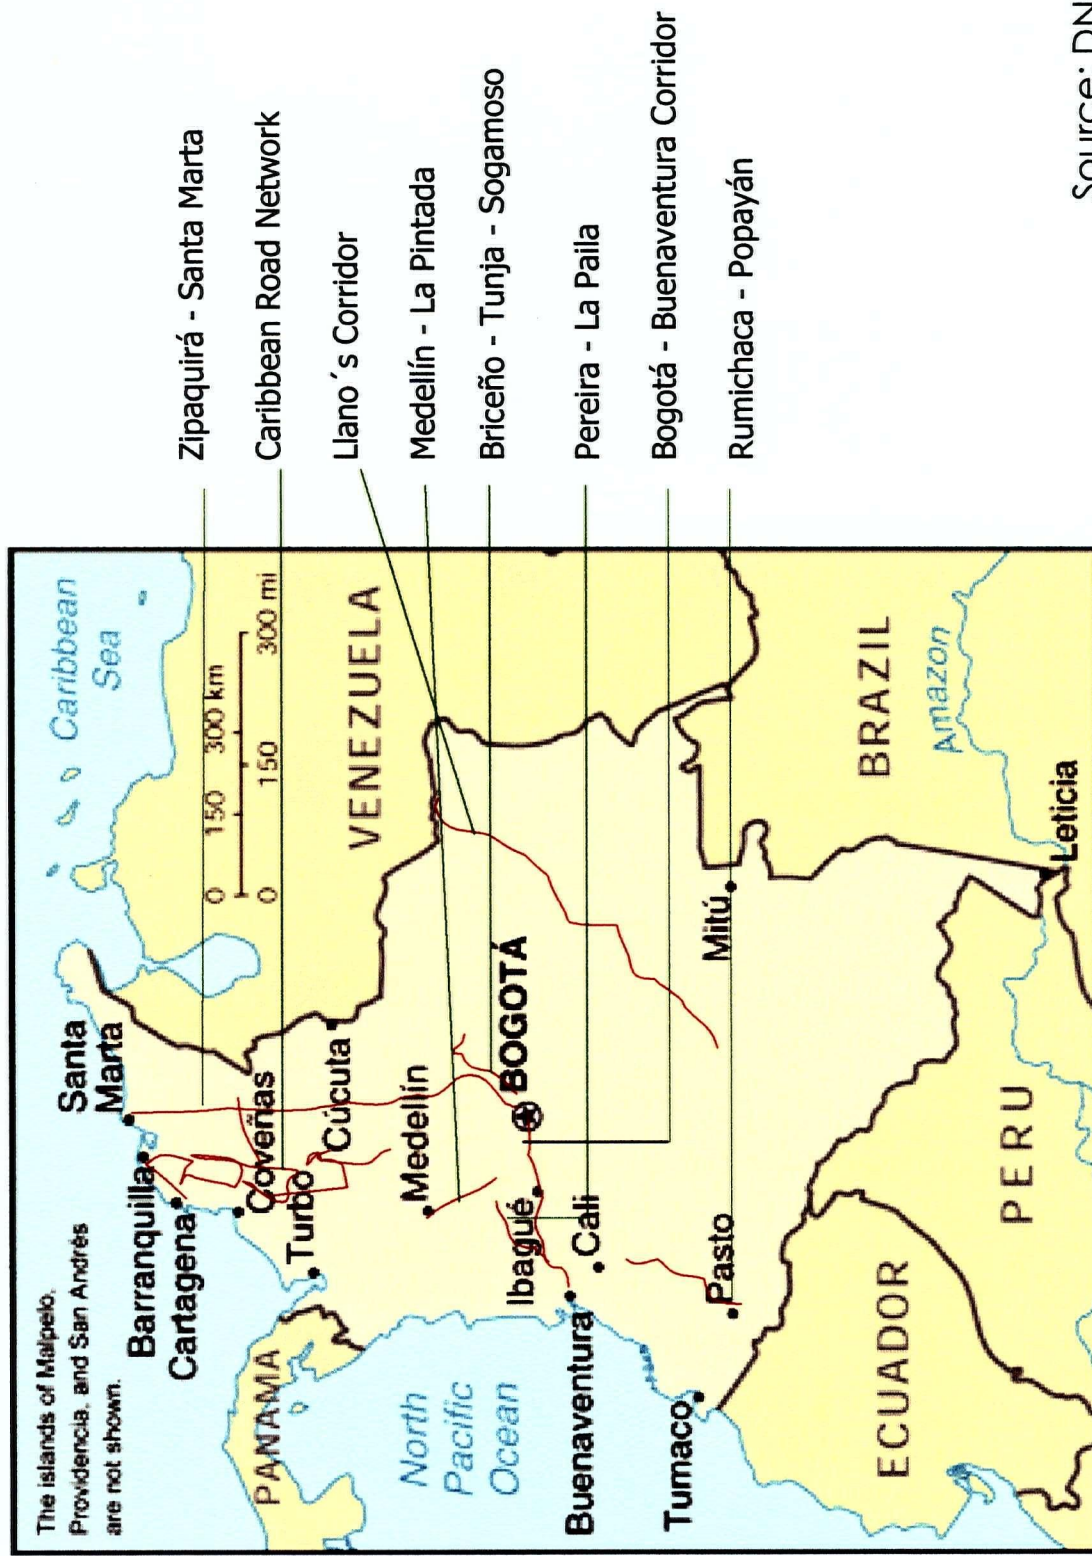 The islands of Malpelo,
Providencia, and San Andrés
are not shown.
Caribbean
Sea
Santa
Marta
Barranquilla
Cartagena
Coveñas
Turbo
Cúcuta
PANAMA
0 150 300 km
0 150 300 mi
VENEZUELA
Medellín
North
Pacific
Ocean
BOGOTÁ
Ibagué
Cali
Buenaventura
Tumaco
Pasto
Mitú
BRAZIL
Amazon
Leticia
ECUADOR
PERU
Zipaquirá - Santa Marta
Caribbean Road Network
Llano´s Corridor
Medellín - La Pintada
Briceño - Tunja - Sogamoso
Pereira - La Paila
Bogotá - Buenaventura Corridor
Rumichaca - Popayán
Source: DN